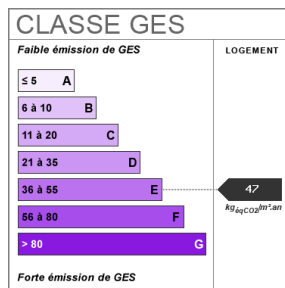 CLASSE GES
Faible émission de GES
LOGEMENT
≤ 5 A
6 à 10 B
11 à 20 C
21 à 35 D
36 à 55 E
47
kgéqCO2/m².an
56 à 80 F
> 80 G
Forte émission de GES